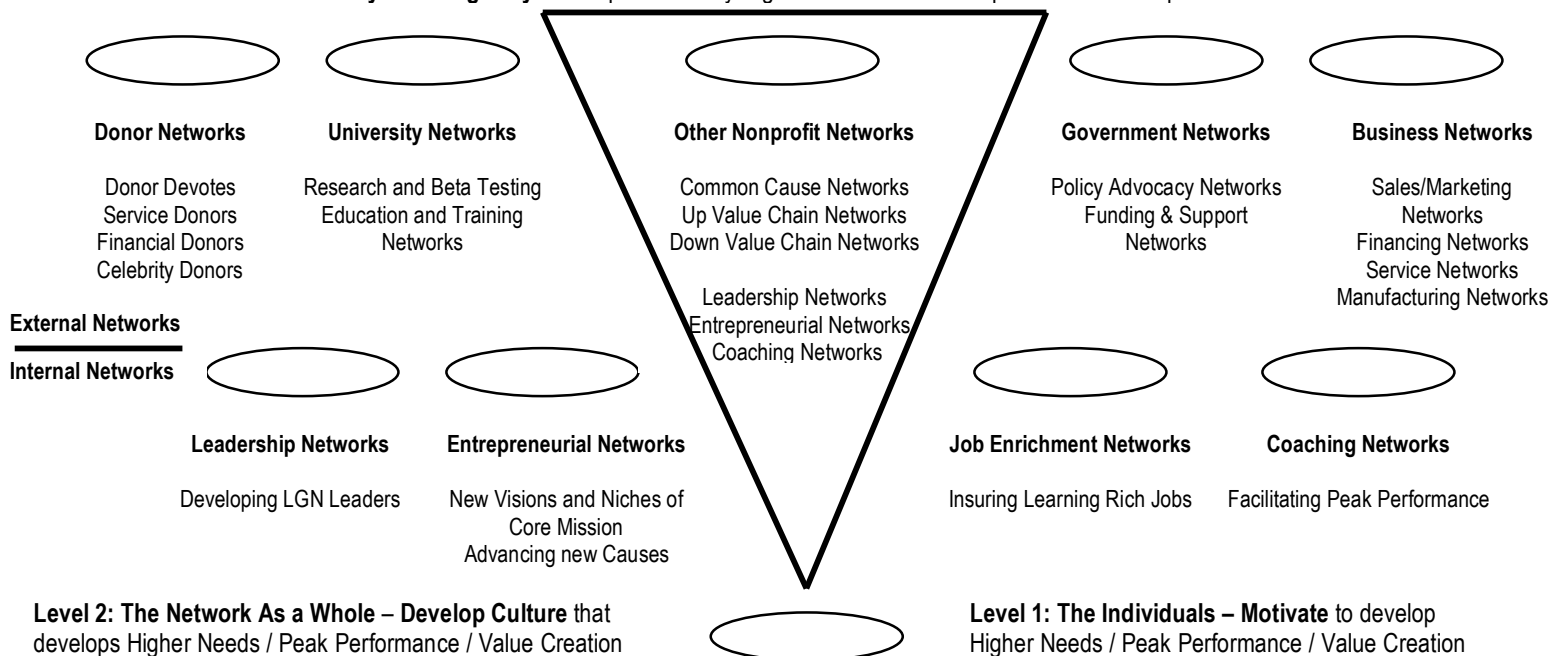 Donor Networks
Donor Devotes
Service Donors
Financial Donors
Celebrity Donors
University Networks
Research and Beta Testing
Education and Training
Networks
Other Nonprofit Networks
Common Cause Networks
Up Value Chain Networks
Down Value Chain Networks
Leadership Networks
Entrepreneurial Networks
Coaching Networks
Government Networks
Policy Advocacy Networks
Funding & Support
Networks
Business Networks
Sales/Marketing
Networks
Financing Networks
Service Networks
Manufacturing Networks
External Networks
Internal Networks
Leadership Networks
Developing LGN Leaders
Entrepreneurial Networks
New Visions and Niches of
Core Mission
Advancing new Causes
Job Enrichment Networks
Insuring Learning Rich Jobs
Coaching Networks
Facilitating Peak Performance
Level 2: The Network As a Whole – Develop Culture that
develops Higher Needs / Peak Performance / Value Creation
Level 1: The Individuals – Motivate to develop
Higher Needs / Peak Performance / Value Creation